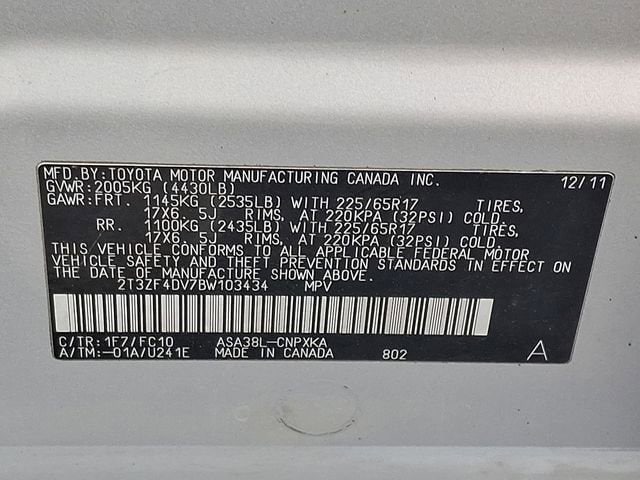 MFD.BY:TOYOTA MOTOR MANUFACTURING CANADA INC.
GVWR:2005KG (4430LB) 12/11
GAWR:FRT. 1145KG (2535LB) WITH 225/65R17 TIRES,
17X6.5J RIMS, AT 220KPA (32PSI) COLD.
RR. 1100KG (2435LB) WITH 225/65R17 TIRES,
17X6.5J RIMS, AT 220KPA (32PSI) COLD.
THIS VEHICLE CONFORMS TO ALL APPLICABLE FEDERAL MOTOR
VEHICLE SAFETY AND THEFT PREVENTION STANDARDS IN EFFECT ON
THE DATE OF MANUFACTURE SHOWN ABOVE.
2T3ZF4DV7BW103434 MPV
C/TR:1F7/FC10 ASA38L-CNPXKA
A/TM:-01A/U241E MADE IN CANADA 802 A